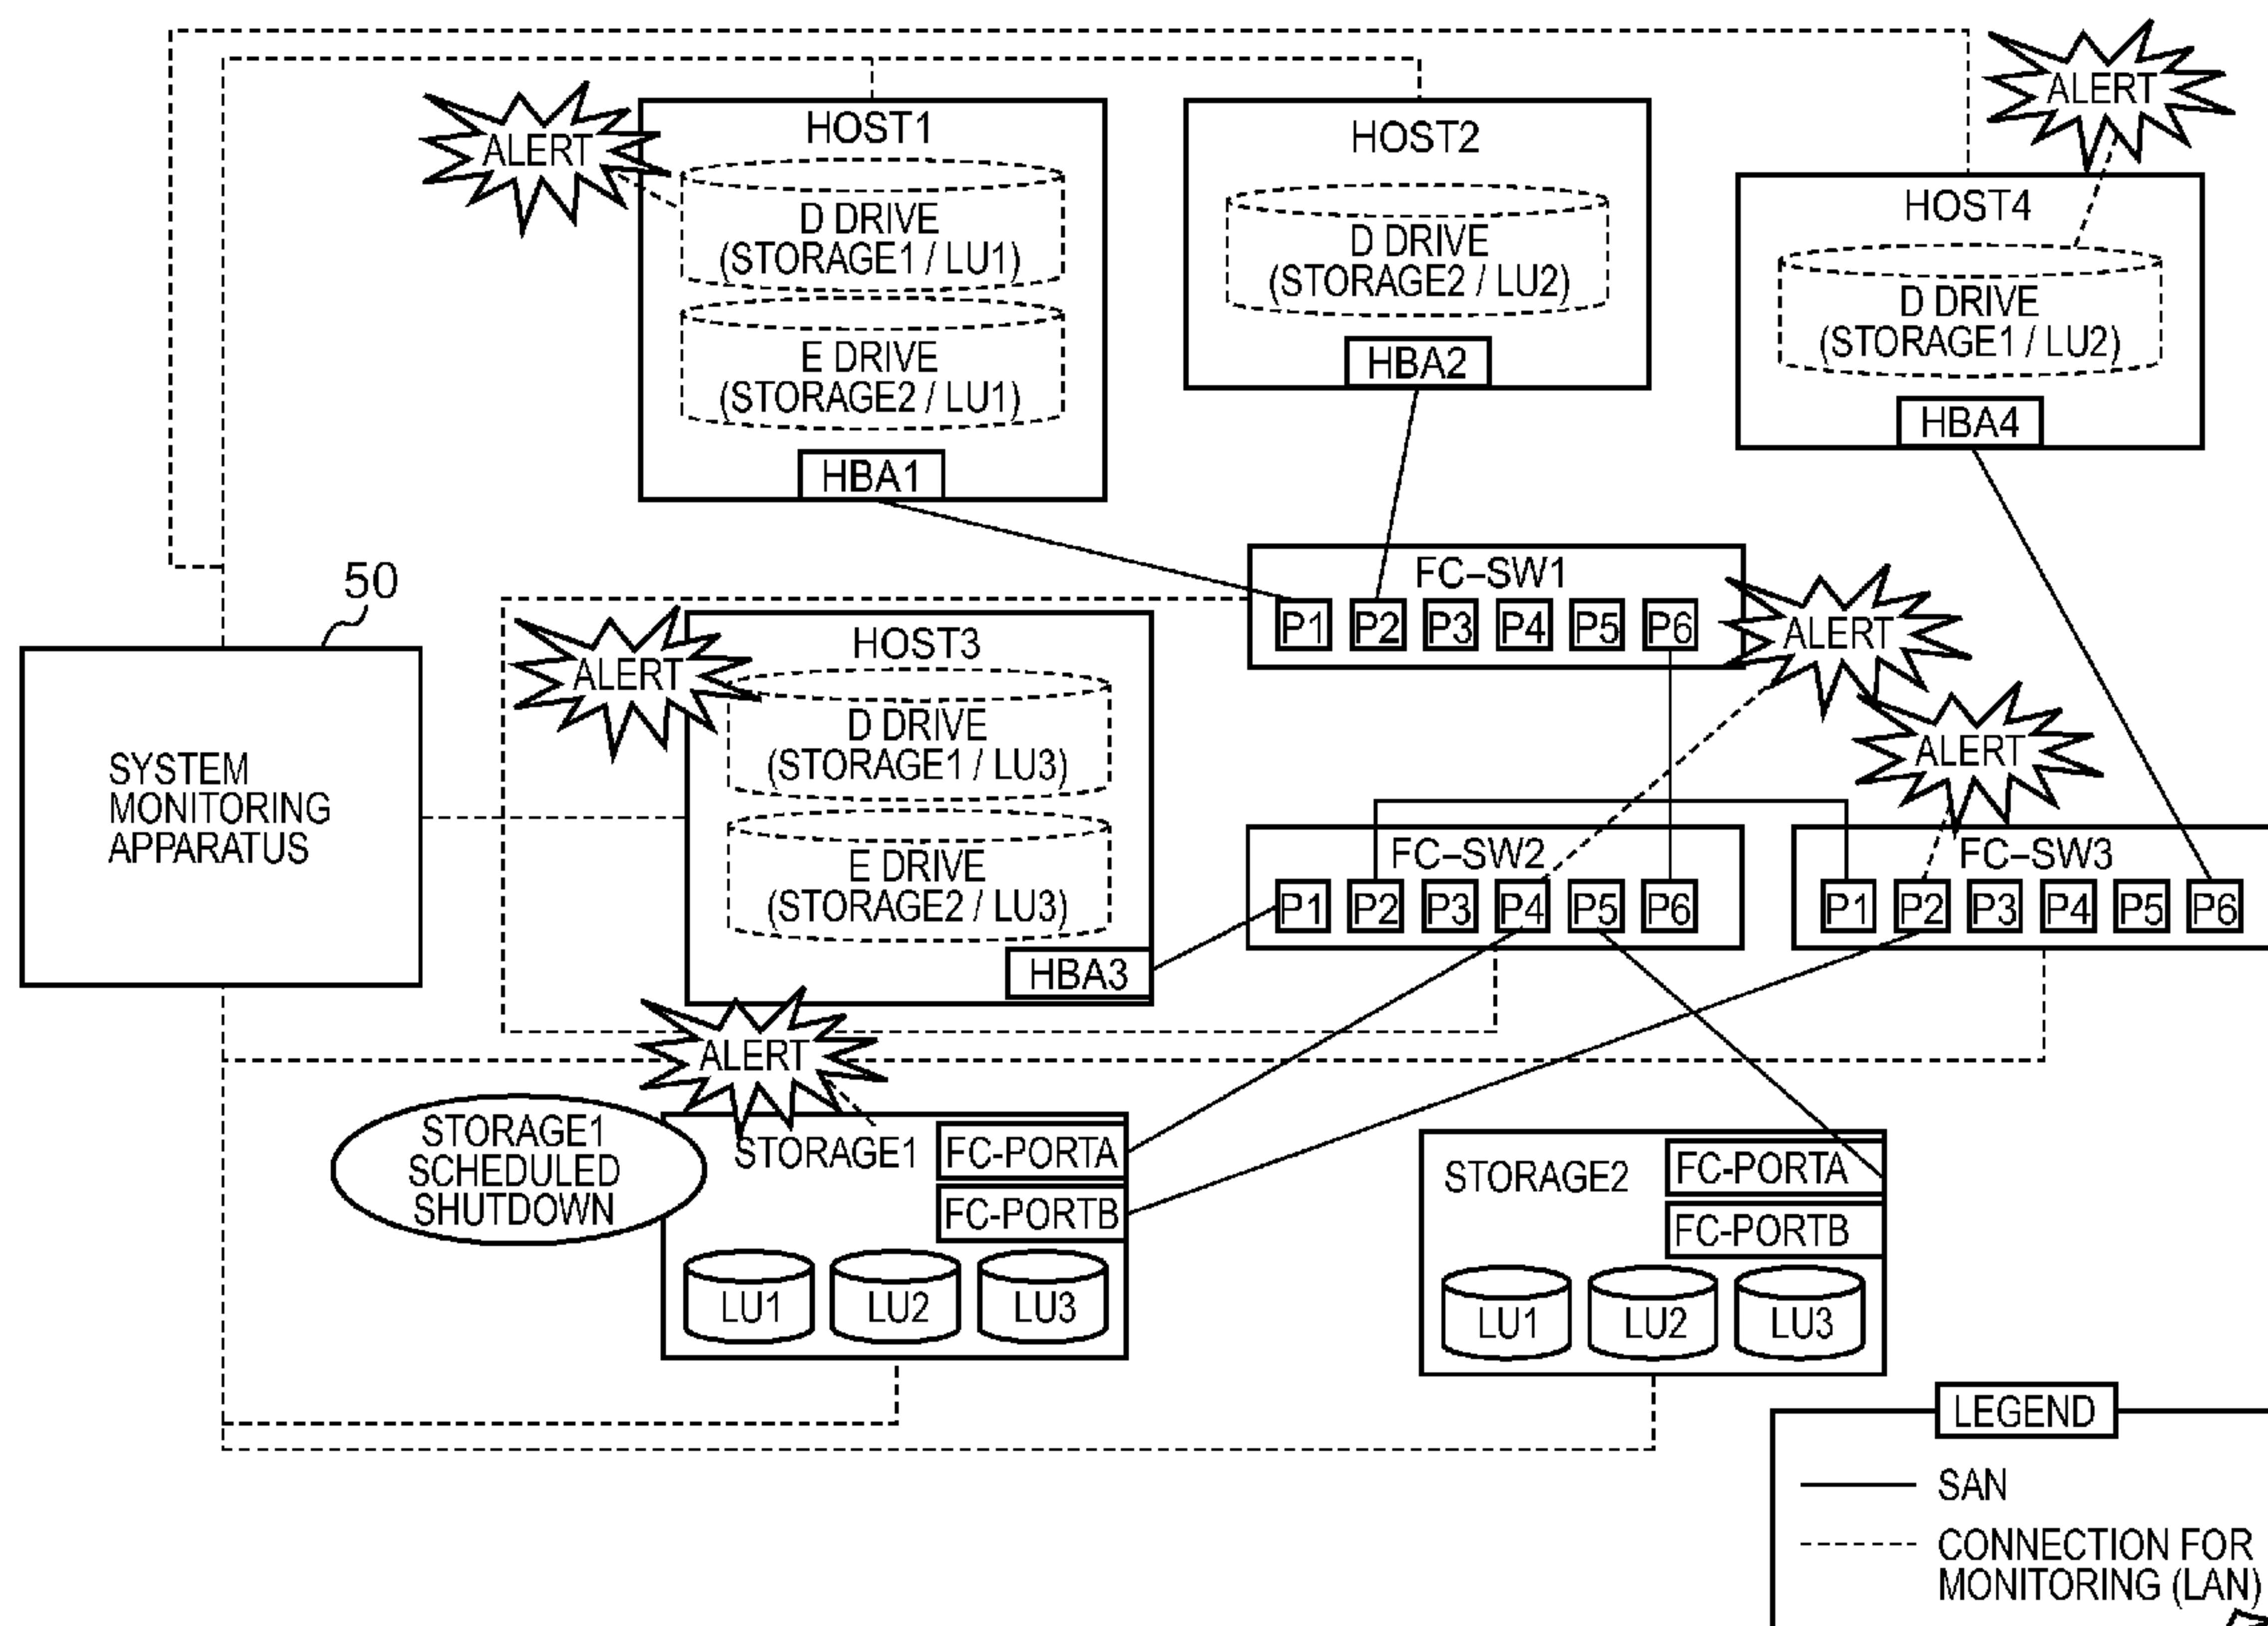 ALERT
HOST1
D DRIVE
(STORAGE1 / LU1)
E DRIVE
(STORAGE2 / LU1)
HBA1
HOST2
D DRIVE
(STORAGE2 / LU2)
HBA2
ALERT
HOST4
D DRIVE
(STORAGE1 / LU2)
HBA4
50
SYSTEM
MONITORING
APPARATUS
ALERT
HOST3
D DRIVE
(STORAGE1 / LU3)
E DRIVE
(STORAGE2 / LU3)
HBA3
FC–SW1
P1 P2 P3 P4 P5 P6
ALERT
ALERT
FC–SW2
P1 P2 P3 P4 P5 P6
FC–SW3
P1 P2 P3 P4 P5 P6
ALERT
STORAGE1
SCHEDULED
SHUTDOWN
STORAGE1
FC-PORTA
FC-PORTB
LU1 LU2 LU3
STORAGE2
FC-PORTA
FC-PORTB
LU1 LU2 LU3
LEGEND
SAN
CONNECTION FOR
MONITORING (LAN)